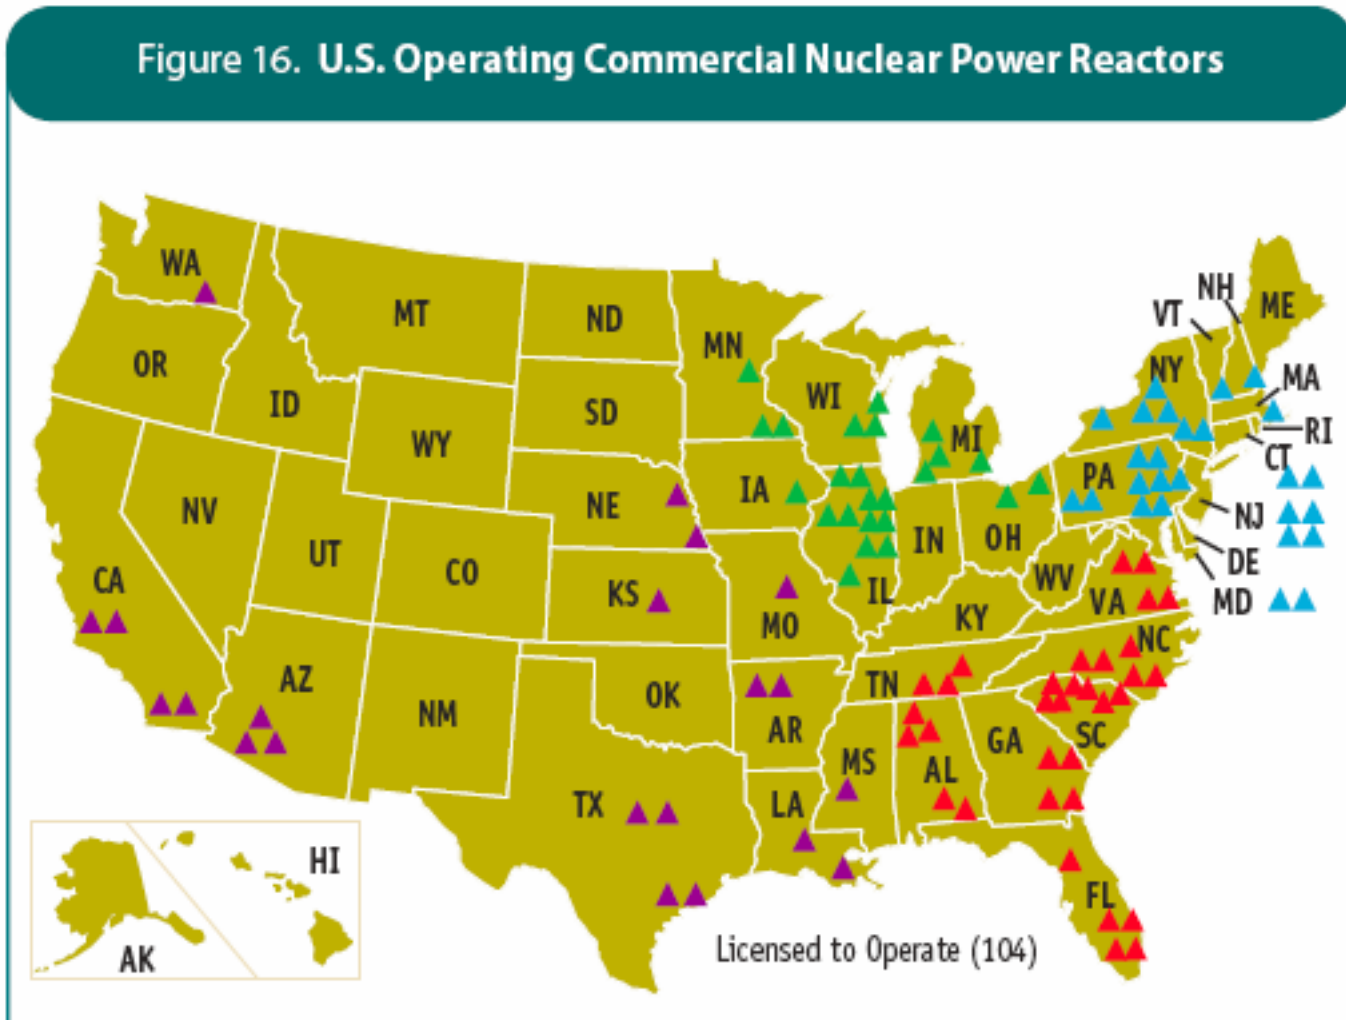 Figure 16. U.S. Operating Commercial Nuclear Power Reactors
WA
MT
ND
MN
VT
NH
ME
OR
ID
SD
WI
MI
NY
MA
RI
CT
WY
IA
PA
NV
NE
IN
OH
NJ
UT
CO
IL
WV
DE
CA
KS
MO
KY
VA
MD
AZ
NM
OK
TN
NC
AR
SC
GA
TX
LA
MS
AL
HI
FL
AK
Licensed to Operate (104)